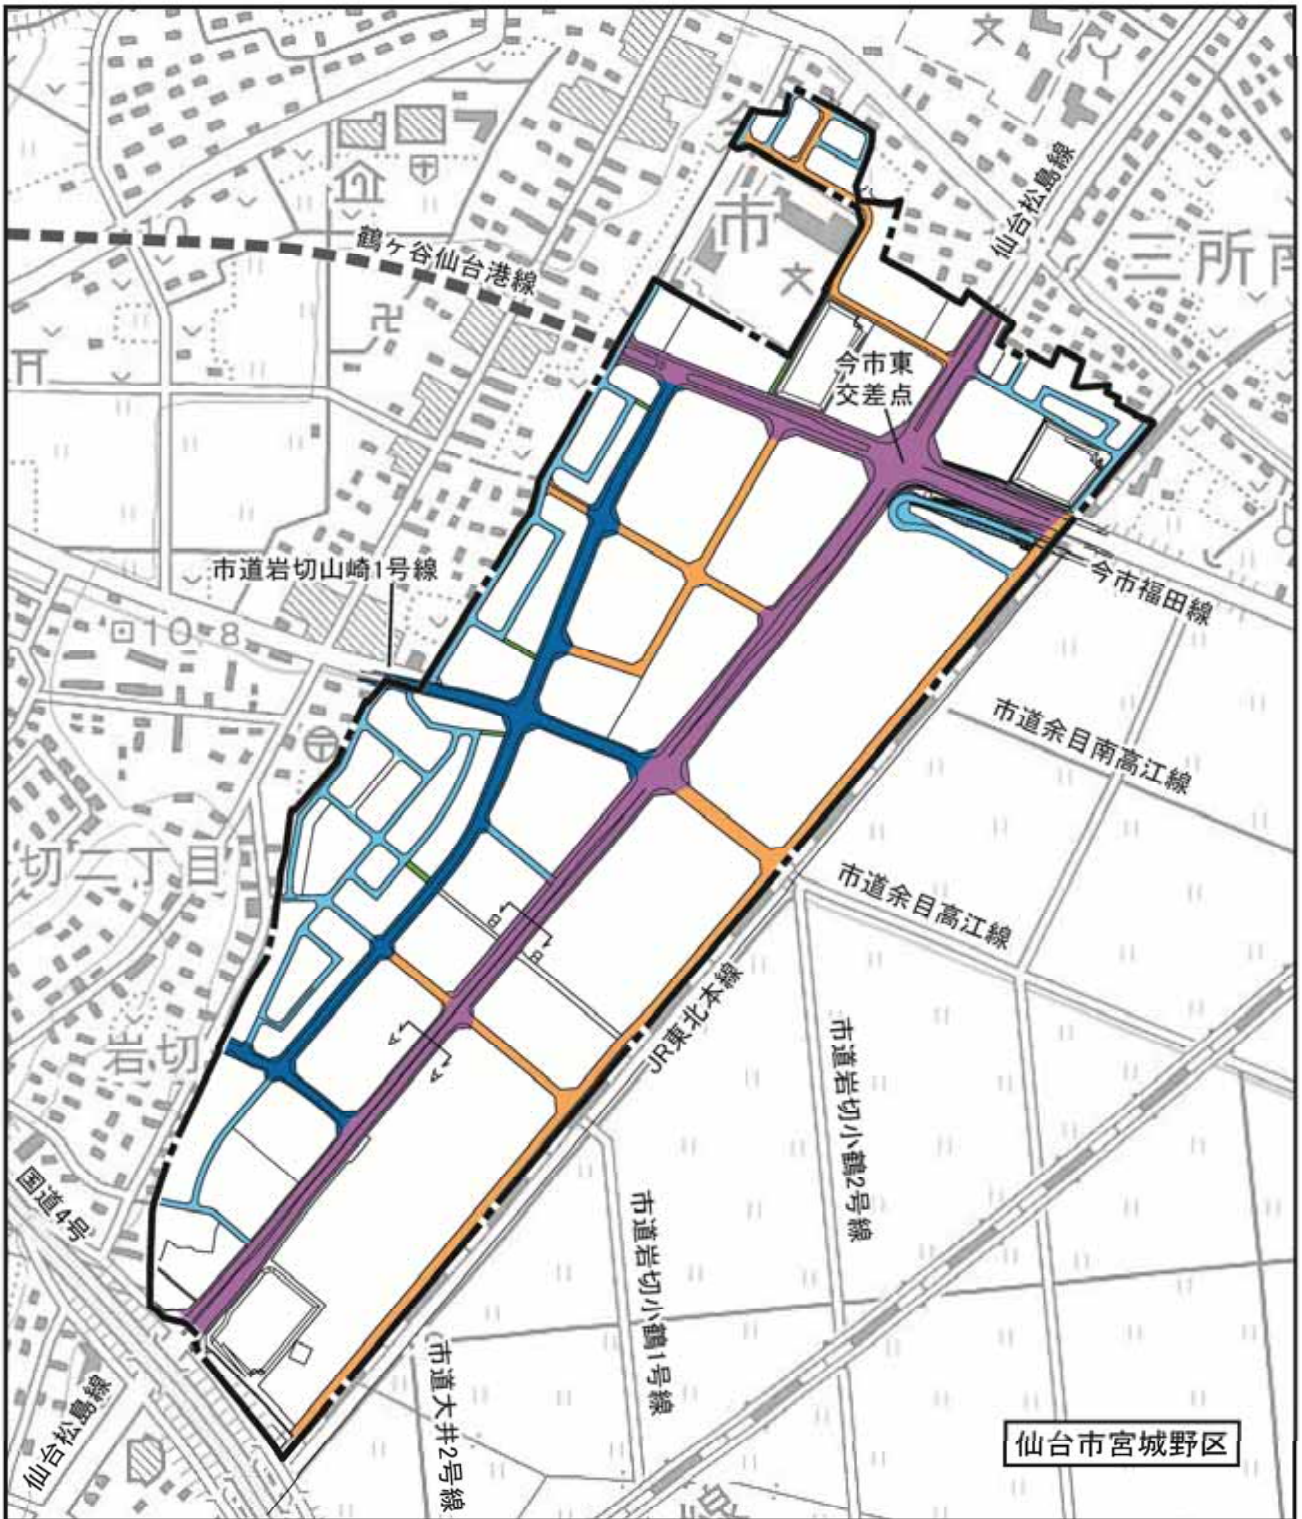 仙台松島線
市
三所南
鶴ヶ谷仙台港線
今市東
交差点
市道岩切山崎1号線
今市福田線
10.8
市道余目南高江線
切二丁目
市道余目高江線
B
B
JR東北本線
岩切
A
A
市道岩切小鶴2号線
国道4号
市道岩切小鶴1号線
市道大井2号線
仙台松島線
仙台市宮城野区